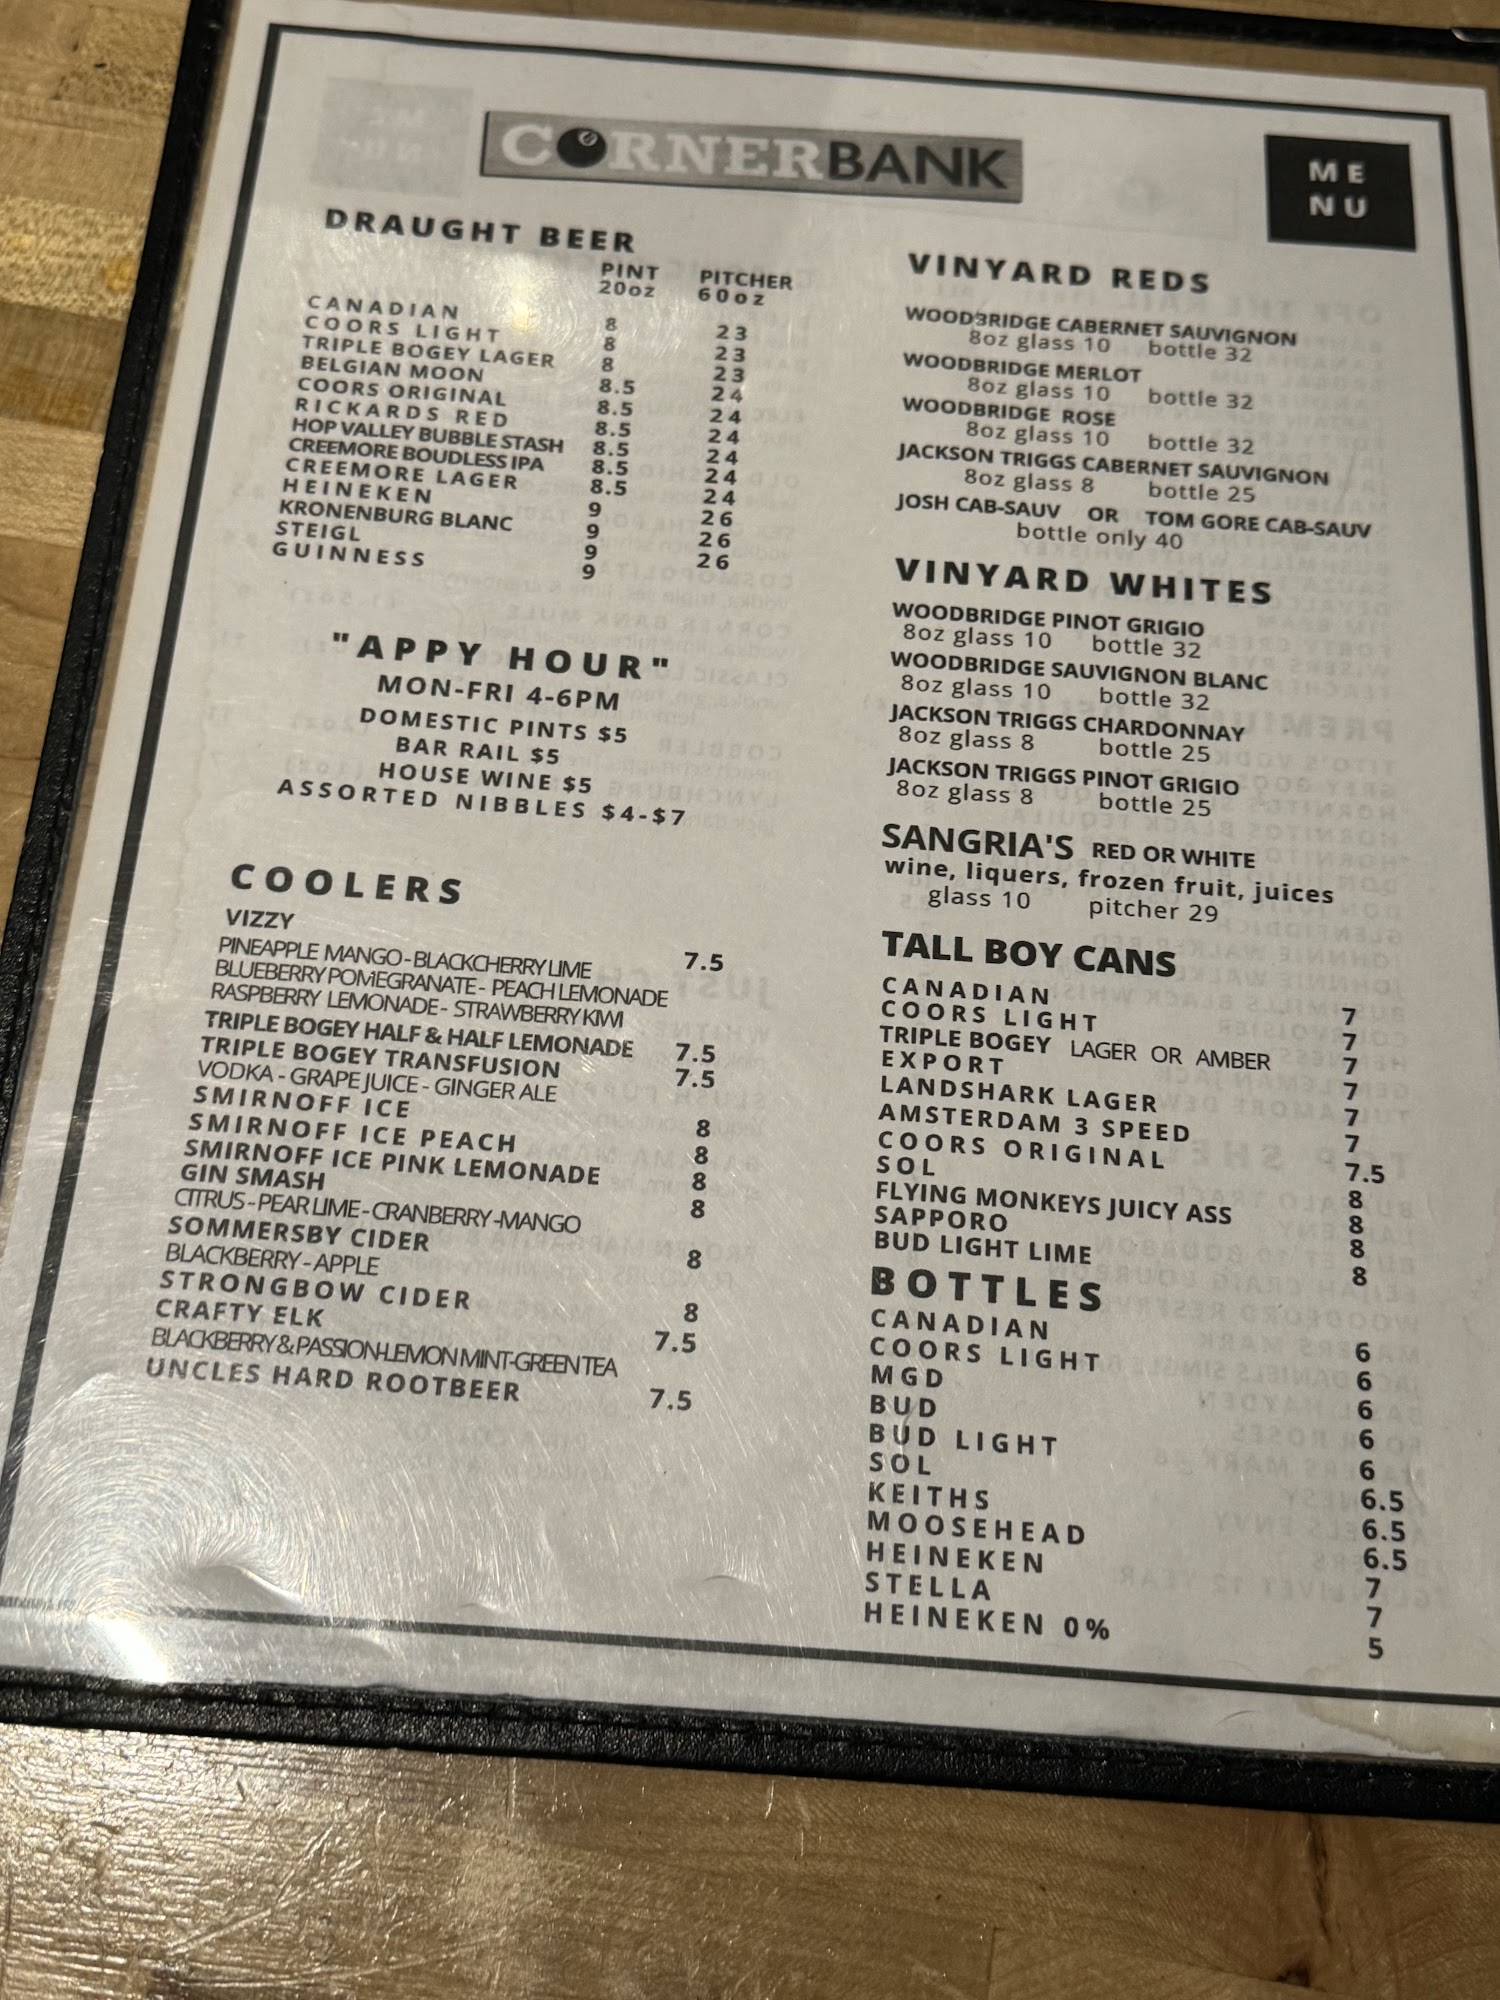 CORNERBANK
ME
NU
DRAUGHT BEER
PINT PITCHER
20oz 60oz
CANADIAN 8 23
COORS LIGHT 8 23
TRIPLE BOGEY LAGER 8 23
BELGIAN MOON 8.5 24
COORS ORIGINAL 8.5 24
RICKARDS RED 8.5 24
HOP VALLEY BUBBLE STASH 8.5 24
CREEMORE BOUDLESS IPA 8.5 24
CREEMORE LAGER 8.5 24
HEINEKEN 9 26
KRONENBURG BLANC 9 26
STEIGL 9 26
GUINNESS 9
"APPY HOUR"
MON-FRI 4-6PM
DOMESTIC PINTS $5
BAR RAIL $5
HOUSE WINE $5
ASSORTED NIBBLES $4-$7
COOLERS
VIZZY 7.5
PINEAPPLE MANGO - BLACKCHERRY LIME
BLUEBERRY POMEGRANATE - PEACH LEMONADE
RASPBERRY LEMONADE - STRAWBERRY KIWI
TRIPLE BOGEY HALF & HALF LEMONADE 7.5
TRIPLE BOGEY TRANSFUSION 7.5
VODKA - GRAPE JUICE - GINGER ALE
SMIRNOFF ICE 8
SMIRNOFF ICE PEACH 8
SMIRNOFF ICE PINK LEMONADE 8
GIN SMASH 8
CITRUS - PEAR LIME - CRANBERRY - MANGO
SOMMERSBY CIDER 8
BLACKBERRY - APPLE
STRONGBOW CIDER 8
CRAFTY ELK 7.5
BLACKBERRY & PASSION-LEMON MINT-GREEN TEA
UNCLES HARD ROOTBEER 7.5
VINYARD REDS
WOODBRIDGE CABERNET SAUVIGNON
8oz glass 10 bottle 32
WOODBRIDGE MERLOT
8oz glass 10 bottle 32
WOODBRIDGE ROSE
8oz glass 10 bottle 32
JACKSON TRIGGS CABERNET SAUVIGNON
8oz glass 8 bottle 25
JOSH CAB-SAUV OR TOM GORE CAB-SAUV
bottle only 40
VINYARD WHITES
WOODBRIDGE PINOT GRIGIO
8oz glass 10 bottle 32
WOODBRIDGE SAUVIGNON BLANC
8oz glass 10 bottle 32
JACKSON TRIGGS CHARDONNAY
8oz glass 8 bottle 25
JACKSON TRIGGS PINOT GRIGIO
8oz glass 8 bottle 25
SANGRIA'S RED OR WHITE
wine, liquers, frozen fruit, juices
glass 10 pitcher 29
TALL BOY CANS
CANADIAN 7
COORS LIGHT 7
TRIPLE BOGEY LAGER OR AMBER 7
EXPORT 7
LANDSHARK LAGER 7
AMSTERDAM 3 SPEED 7
COORS ORIGINAL 7.5
SOL 8
FLYING MONKEYS JUICY ASS 8
SAPPORO 8
BUD LIGHT LIME 8
BOTTLES
CANADIAN 6
COORS LIGHT 6
MGD 6
BUD 6
BUD LIGHT 6
SOL 6.5
KEITHS 6.5
MOOSEHEAD 6.5
HEINEKEN 7
STELLA 7
HEINEKEN 0% 5